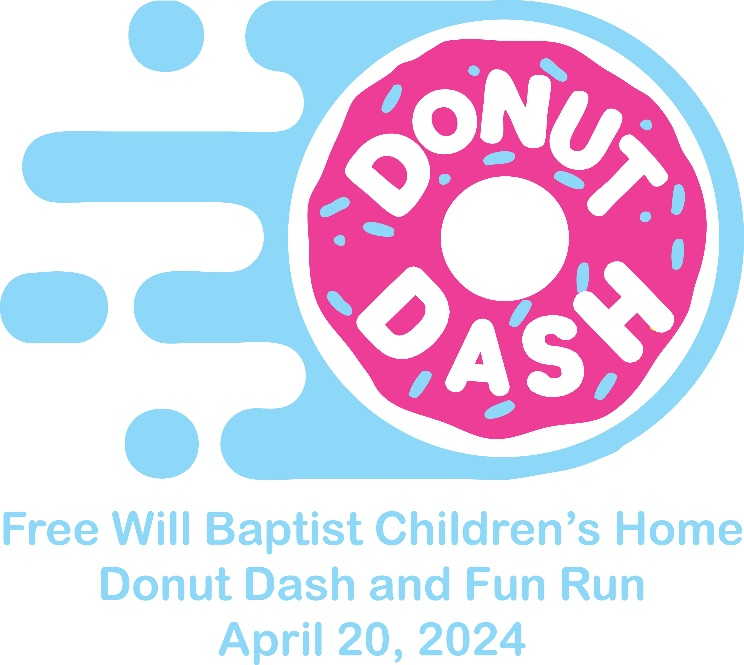 DONUT
DASH
Free Will Baptist Children’s Home
Donut Dash and Fun Run
April 20, 2024